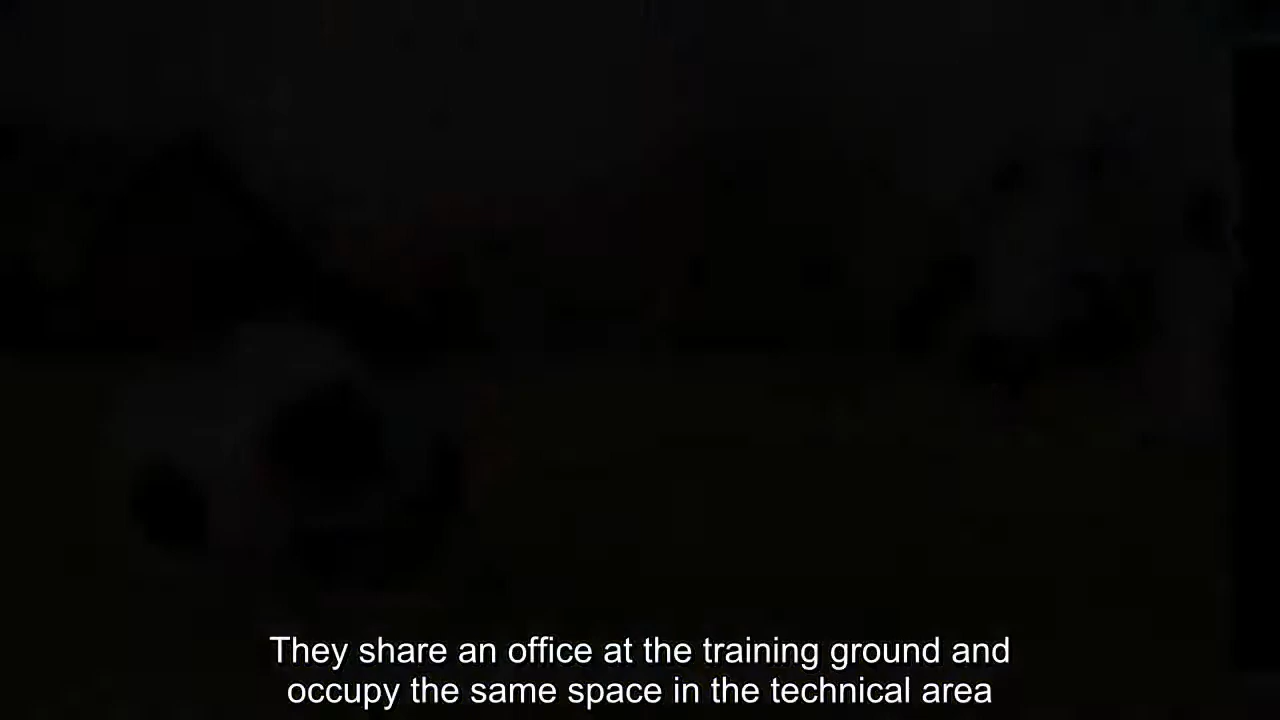 They share an office at the training ground and
occupy the same space in the technical area